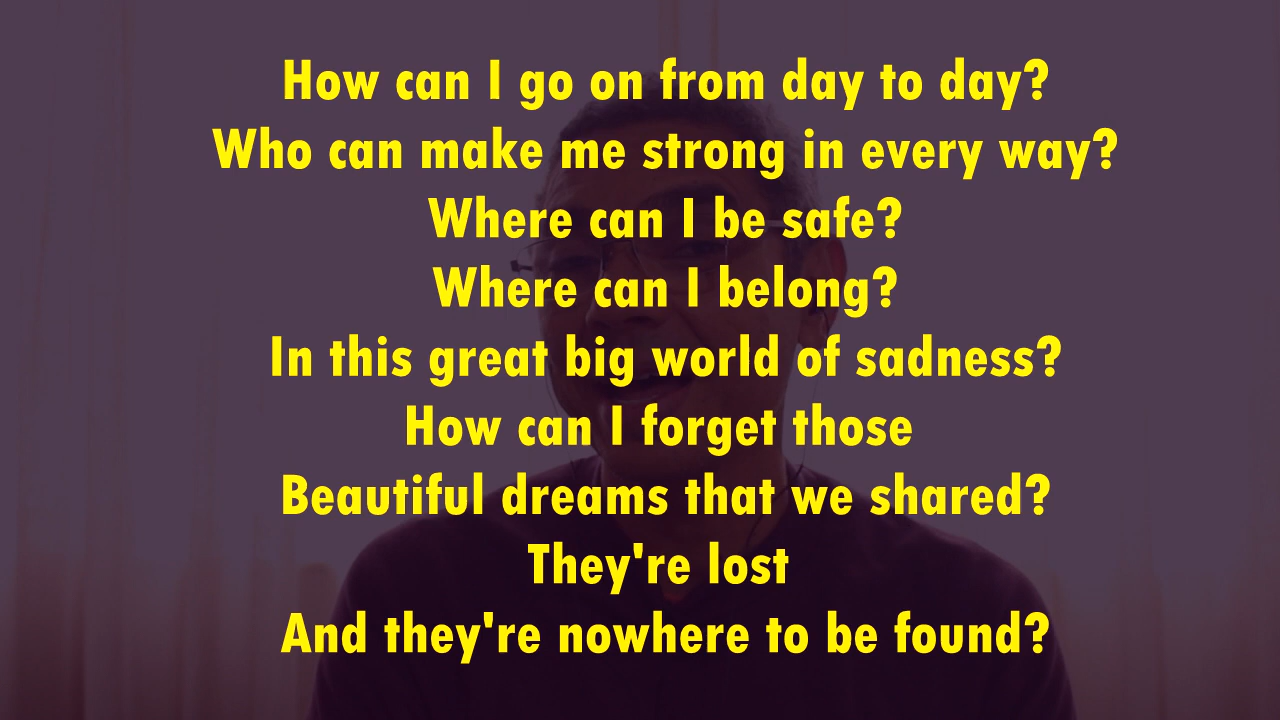 How can I go on from day to day?
Who can make me strong in every way?
Where can I be safe?
Where can I belong?
In this great big world of sadness?
How can I forget those
Beautiful dreams that we shared?
They're lost
And they're nowhere to be found?